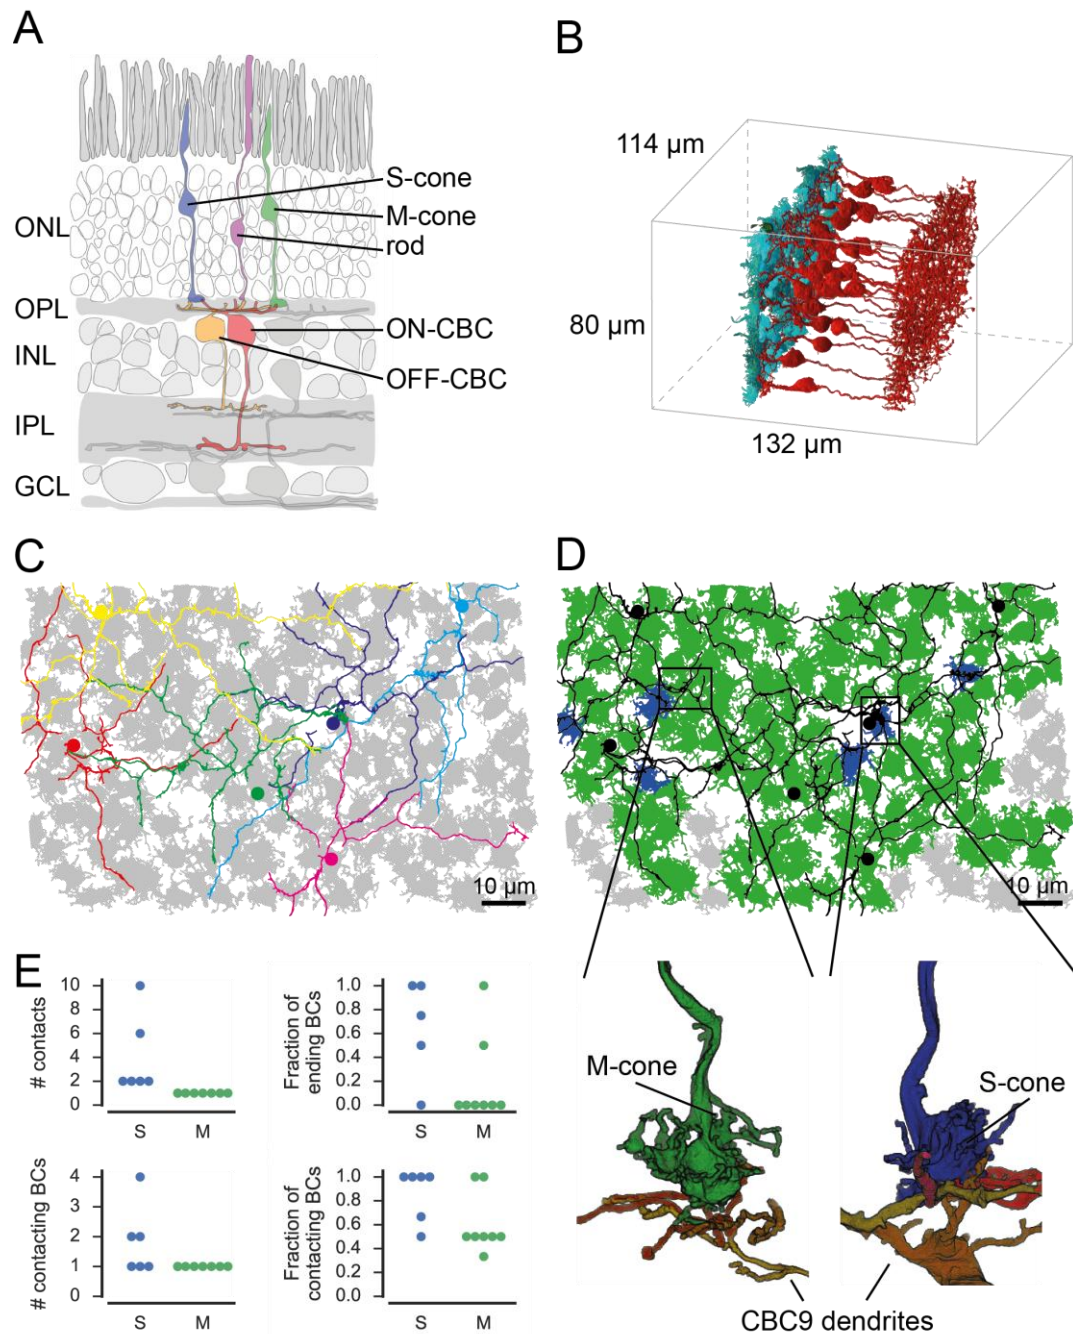 A
S-cone
M-cone
rod
ONL
OPL
INL
IPL
GCL
ON-CBC
OFF-CBC
B
114 µm
80 µm
132 µm
C
10 µm
D
10 µm
M-cone
S-cone
CBC9 dendrites
E
# contacts
10
8
6
4
2
0
S M
Fraction of
ending BCs
1.0
0.8
0.6
0.4
0.2
0.0
S M
# contacting BCs
4
3
2
1
0
S M
Fraction of
contacting BCs
1.0
0.8
0.6
0.4
0.2
0.0
S M